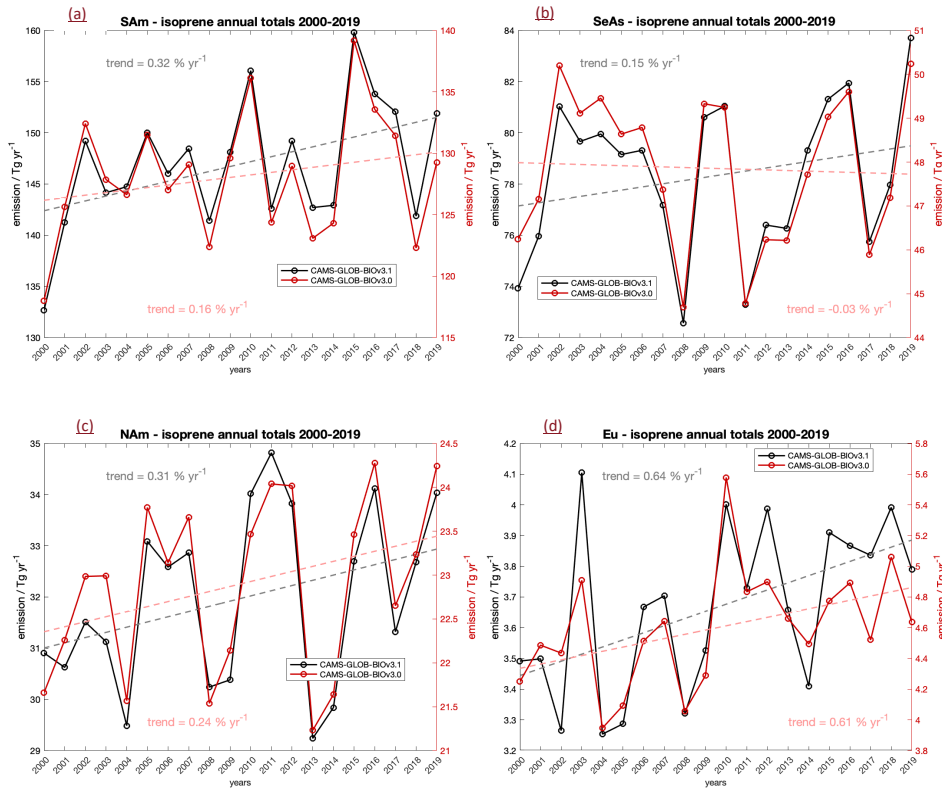 (a)
SAm - isoprene annual totals 2000-2019
160
155
150
145
140
135
130
emission / Tg yr-1
140
135
130
125
120
115
emission / Tg yr-1
trend = 0.32 % yr-1
trend = 0.16 % yr-1
CAMS-GLOB-BIOv3.1
CAMS-GLOB-BIOv3.0
2000 2001 2002 2003 2004 2005 2006 2007 2008 2009 2010 2011 2012 2013 2014 2015 2016 2017 2018 2019
years
(b)
SeAs - isoprene annual totals 2000-2019
84
82
80
78
76
74
72
emission / Tg yr-1
51
50
49
48
47
46
45
44
emission / Tg yr-1
trend = 0.15 % yr-1
CAMS-GLOB-BIOv3.1
CAMS-GLOB-BIOv3.0
trend = -0.03 % yr-1
2000 2001 2002 2003 2004 2005 2006 2007 2008 2009 2010 2011 2012 2013 2014 2015 2016 2017 2018 2019
years
(c)
NAm - isoprene annual totals 2000-2019
35
34
33
32
31
30
29
emission / Tg yr-1
24.5
24
23.5
23
22.5
22
21.5
21
emission / Tg yr-1
trend = 0.31 % yr-1
CAMS-GLOB-BIOv3.1
CAMS-GLOB-BIOv3.0
trend = 0.24 % yr-1
2000 2001 2002 2003 2004 2005 2006 2007 2008 2009 2010 2011 2012 2013 2014 2015 2016 2017 2018 2019
years
(d)
Eu - isoprene annual totals 2000-2019
4.2
4.1
4
3.9
3.8
3.7
3.6
3.5
3.4
3.3
3.2
emission / Tg yr-1
5.8
5.6
5.4
5.2
5
4.8
4.6
4.4
4.2
4
3.8
emission / Tg yr-1
CAMS-GLOB-BIOv3.1
CAMS-GLOB-BIOv3.0
trend = 0.64 % yr-1
trend = 0.61 % yr-1
2000 2001 2002 2003 2004 2005 2006 2007 2008 2009 2010 2011 2012 2013 2014 2015 2016 2017 2018 2019
years